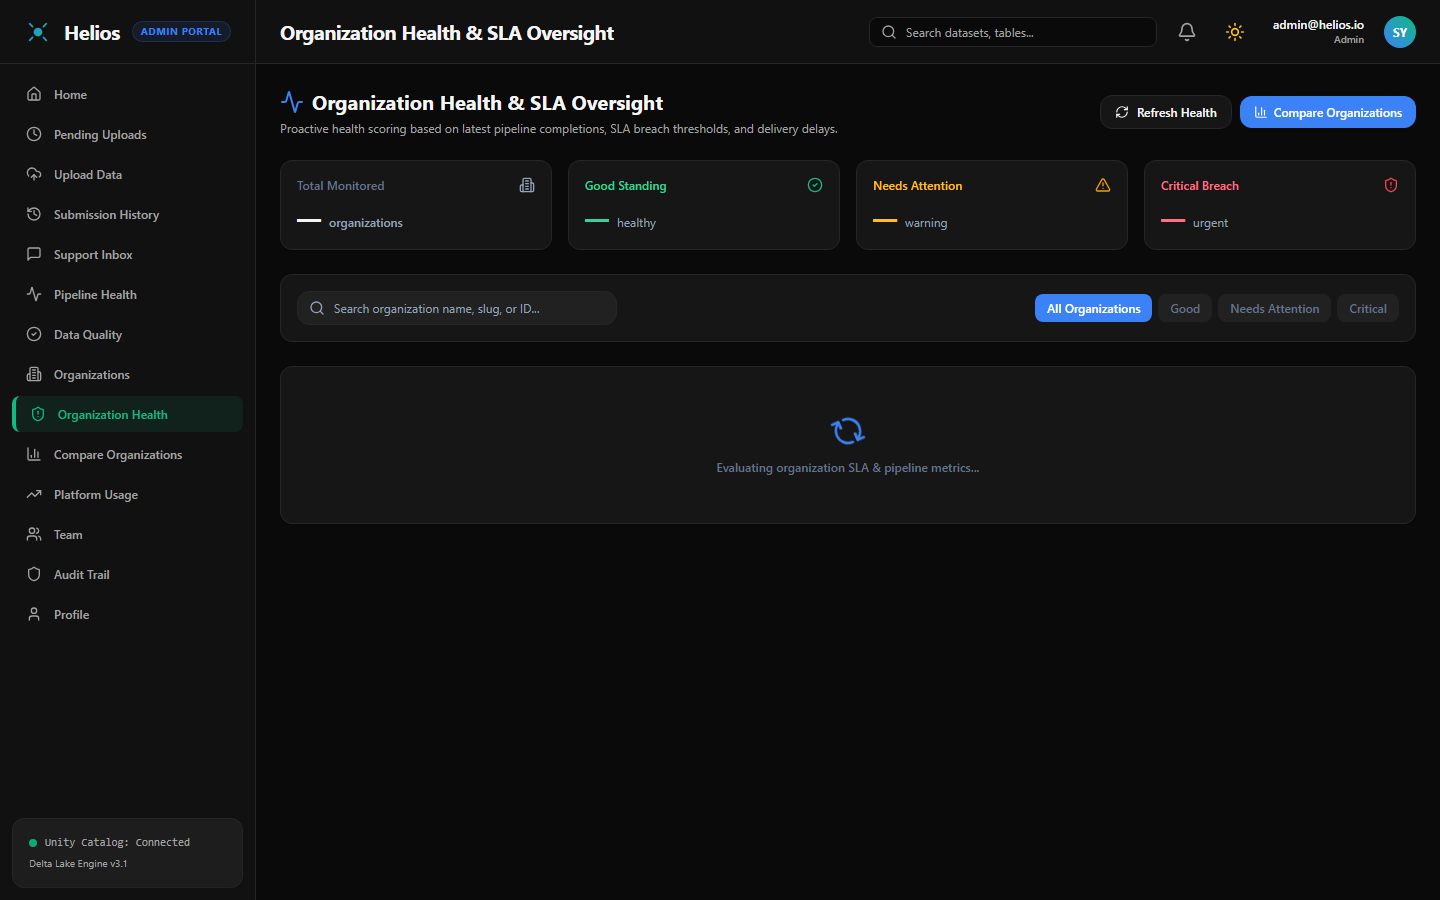 Helios
ADMIN PORTAL
Organization Health & SLA Oversight
Search datasets, tables...
admin@helios.io
Admin
SY
Home
Pending Uploads
Upload Data
Submission History
Support Inbox
Pipeline Health
Data Quality
Organizations
Organization Health
Compare Organizations
Platform Usage
Team
Audit Trail
Profile
Unity Catalog: Connected
Delta Lake Engine v3.1
Organization Health & SLA Oversight
Proactive health scoring based on latest pipeline completions, SLA breach thresholds, and delivery delays.
Refresh Health
Compare Organizations
Total Monitored
— organizations
Good Standing
— healthy
Needs Attention
— warning
Critical Breach
— urgent
Search organization name, slug, or ID...
All Organizations
Good
Needs Attention
Critical
Evaluating organization SLA & pipeline metrics...